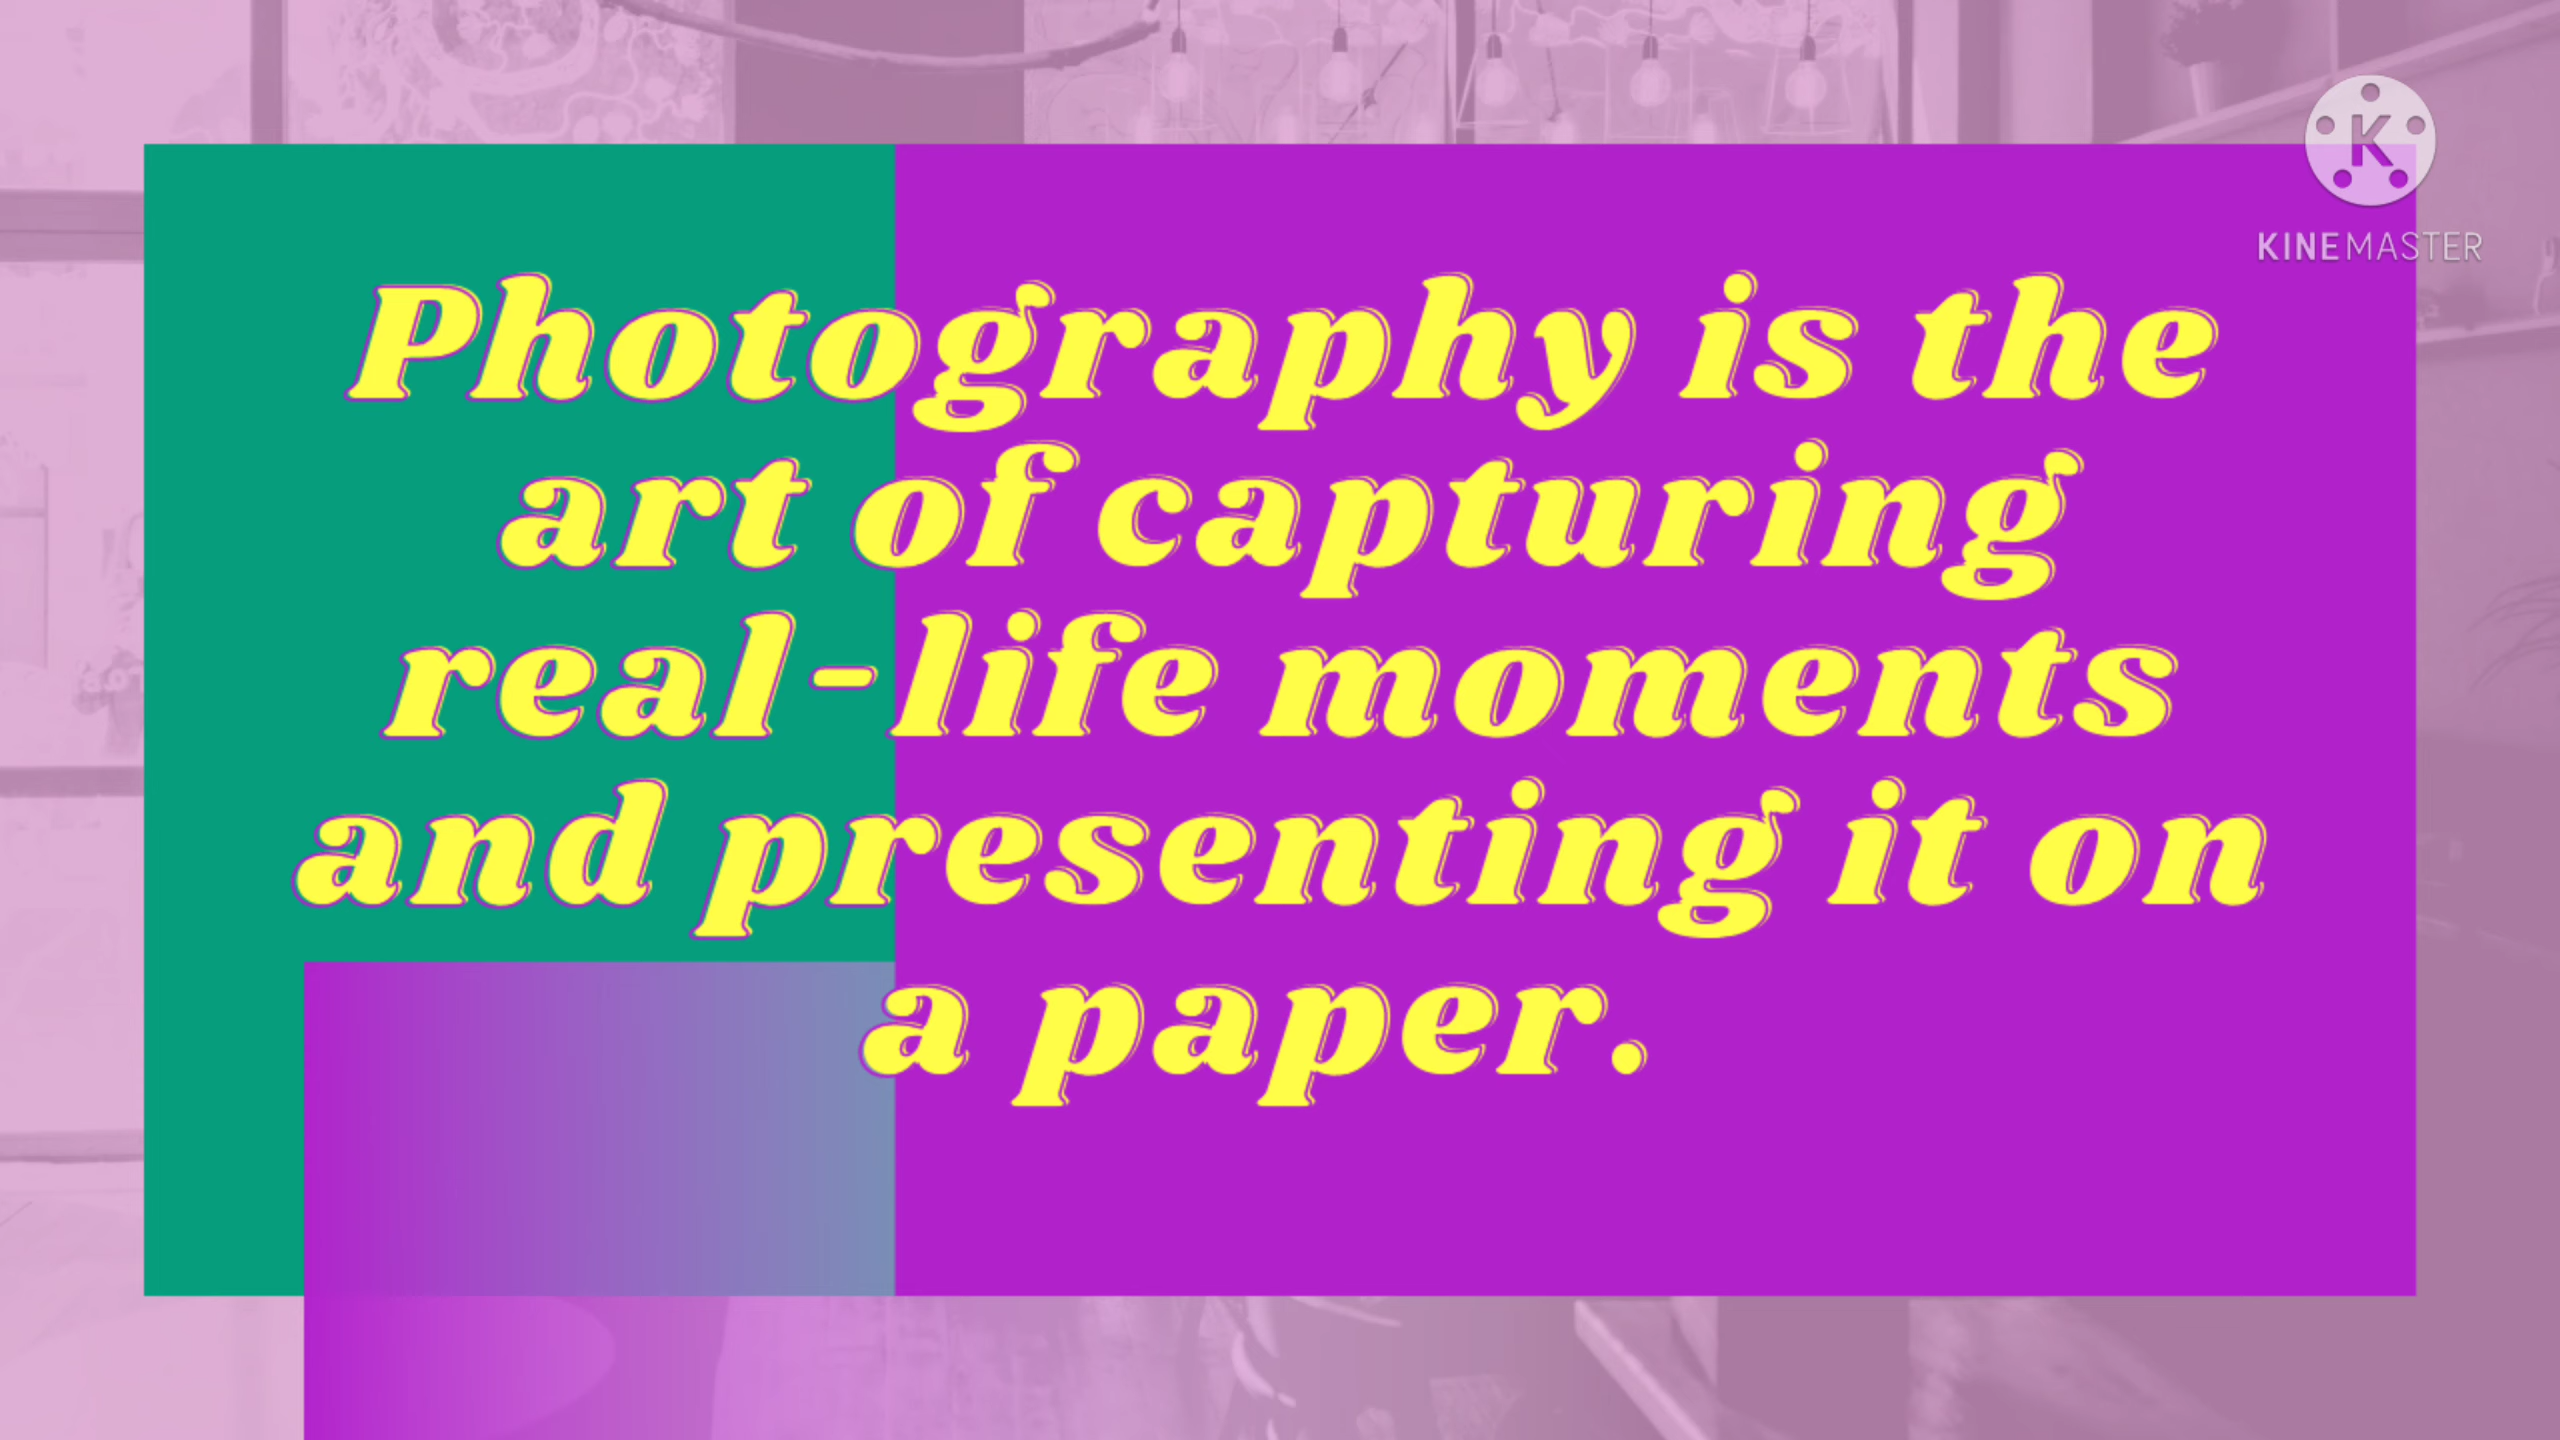 Photography is the
art of capturing
real-life moments
and presenting it on
a paper.
KINEMASTER